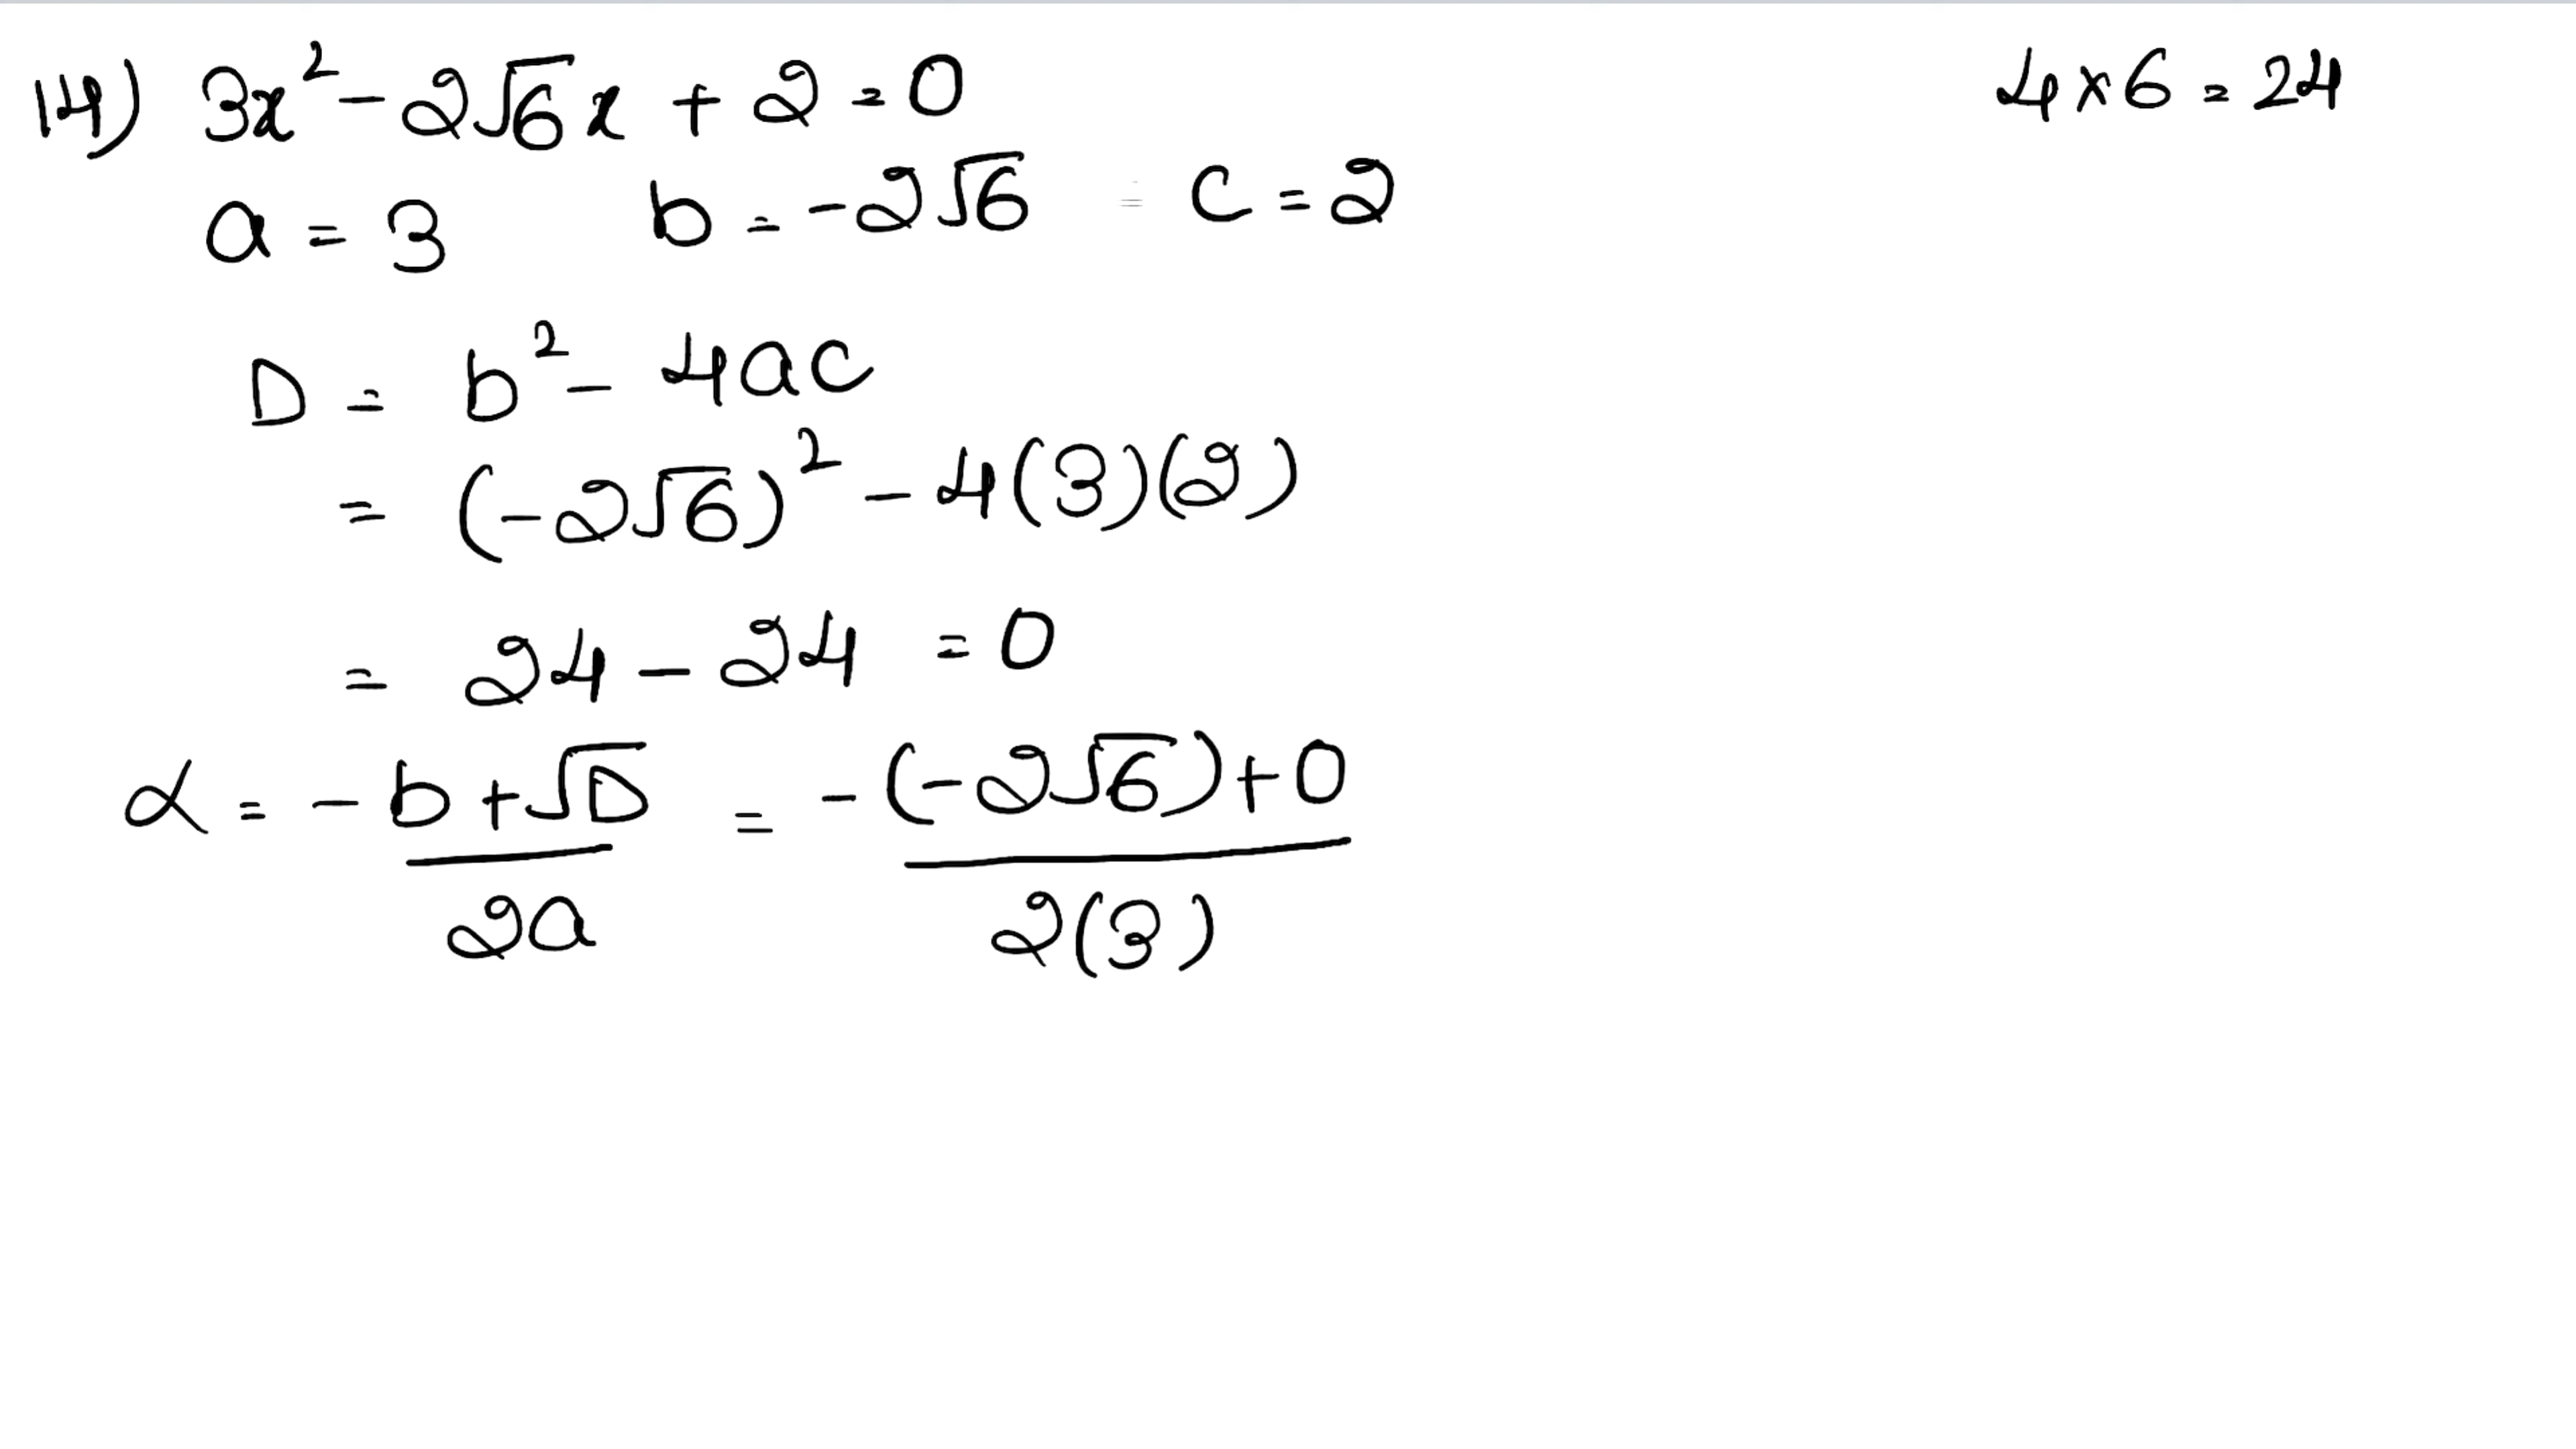 14) 3x² - 2√6x + 2 = 0
4 × 6 = 24
a = 3 b = -2√6 c = 2
D = b² - 4ac
= (-2√6)² - 4(3)(2)
= 24 - 24 = 0
α = -b+√D = -(-2√6)+0
2a 2(3)